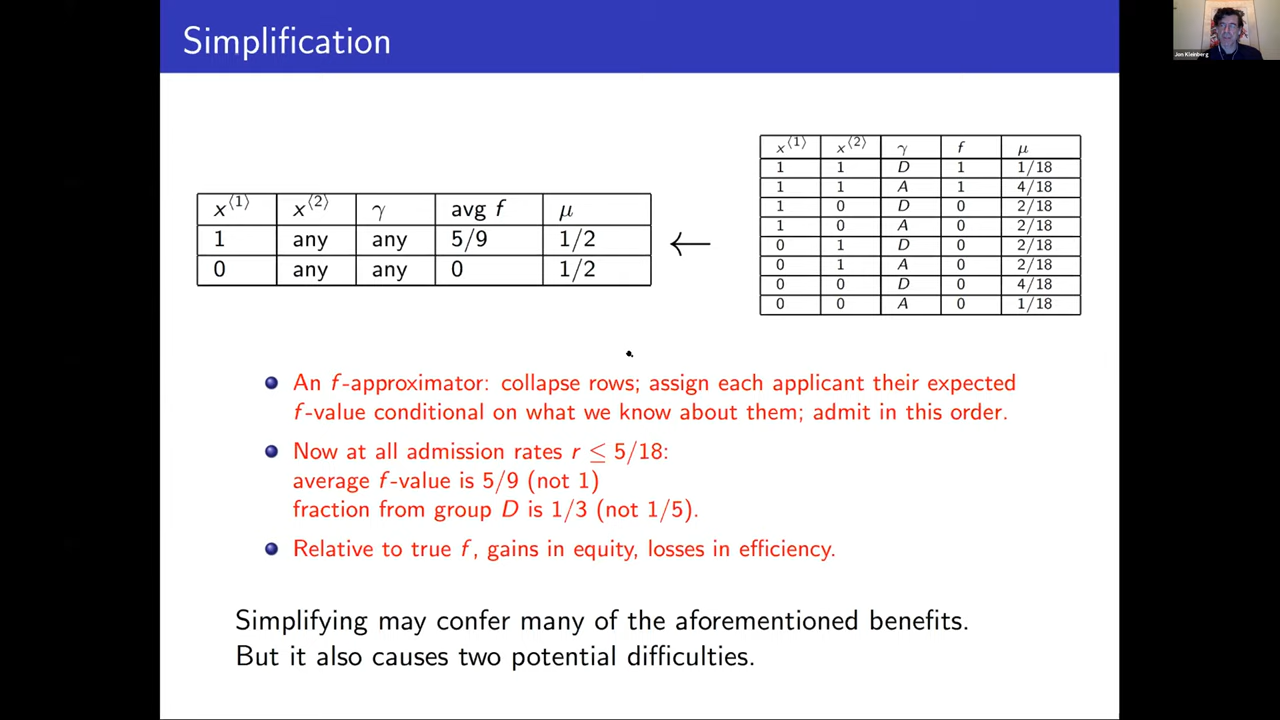 Simplification
Jon Kleinberg
x⟨1⟩ x⟨2⟩ γ avg f μ
1 any any 5/9 1/2
0 any any 0 1/2
←
x⟨1⟩ x⟨2⟩ γ f μ
1 1 D 1 1/18
1 1 A 1 4/18
1 0 D 0 2/18
1 0 A 0 2/18
0 1 D 0 2/18
0 1 A 0 2/18
0 0 D 0 4/18
0 0 A 0 1/18
An f-approximator: collapse rows; assign each applicant their expected
f-value conditional on what we know about them; admit in this order.
Now at all admission rates r ≤ 5/18:
average f-value is 5/9 (not 1)
fraction from group D is 1/3 (not 1/5).
Relative to true f, gains in equity, losses in efficiency.
Simplifying may confer many of the aforementioned benefits.
But it also causes two potential difficulties.